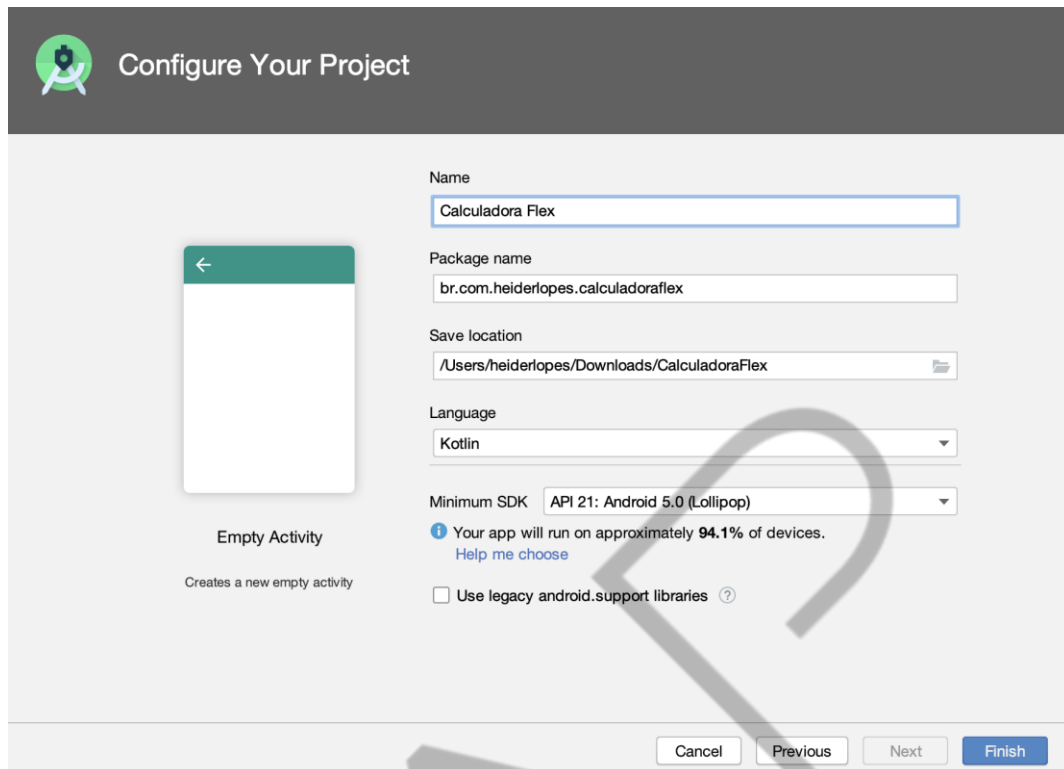 Configure Your Project
Name
Calculadora Flex
Package name
br.com.heiderlopes.calculadoraflex
Save location
/Users/heiderlopes/Downloads/CalculadoraFlex
Language
Kotlin
Minimum SDK API 21: Android 5.0 (Lollipop)
Your app will run on approximately 94.1% of devices.
Help me choose
Use legacy android.support libraries ?
Empty Activity
Creates a new empty activity
Cancel Previous Next Finish